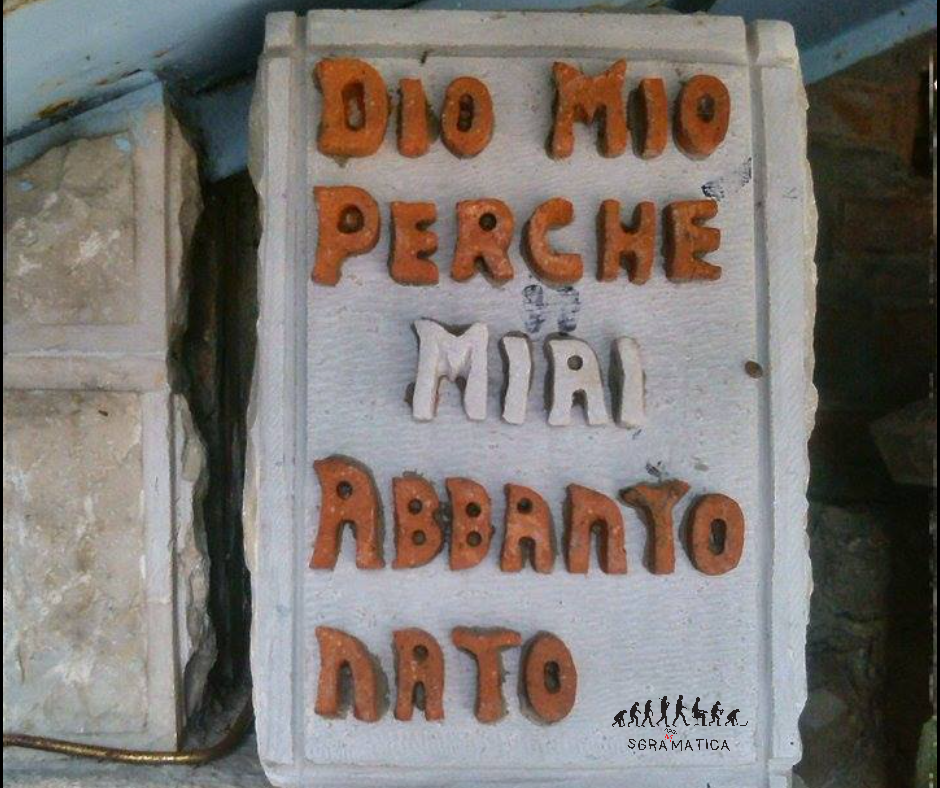 DIO MIO
PERCHE
MIAI
ABBANTO
NATO
SGRAMATICA